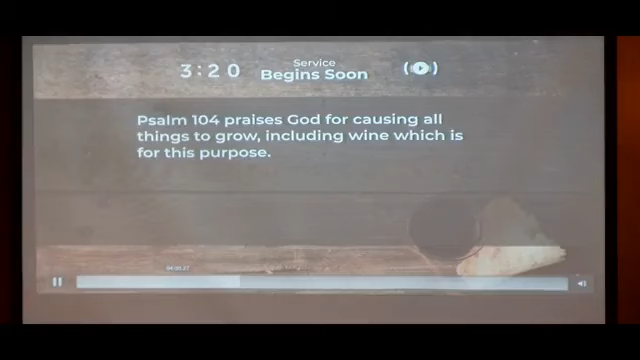 3:20
Service
Begins Soon
Psalm 104 praises God for causing all
things to grow, including wine which is
for this purpose.